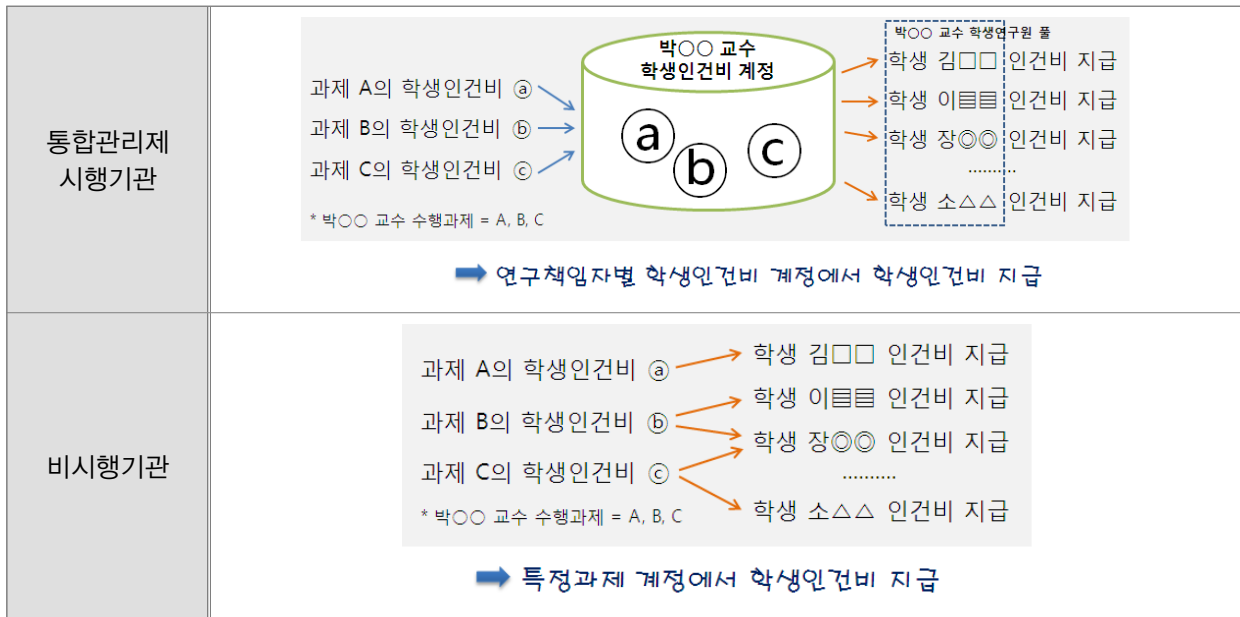 통합관리제
시행기관
과제 A의 학생인건비 ⓐ
과제 B의 학생인건비 ⓑ
과제 C의 학생인건비 ⓒ
* 박○○ 교수 수행과제 = A, B, C
박○○ 교수
학생인건비 계정
ⓐ ⓑ ⓒ
박○○ 교수 학생연구원 풀
학생 김□□ 인건비 지급
학생 이▤▤ 인건비 지급
학생 장◎◎ 인건비 지급
..........
학생 소△△ 인건비 지급
➡ 연구책임자별 학생인건비 계정에서 학생인건비 지급
비시행기관
과제 A의 학생인건비 ⓐ
과제 B의 학생인건비 ⓑ
과제 C의 학생인건비 ⓒ
* 박○○ 교수 수행과제 = A, B, C
학생 김□□ 인건비 지급
학생 이▤▤ 인건비 지급
학생 장◎◎ 인건비 지급
..........
학생 소△△ 인건비 지급
➡ 특정과제 계정에서 학생인건비 지급